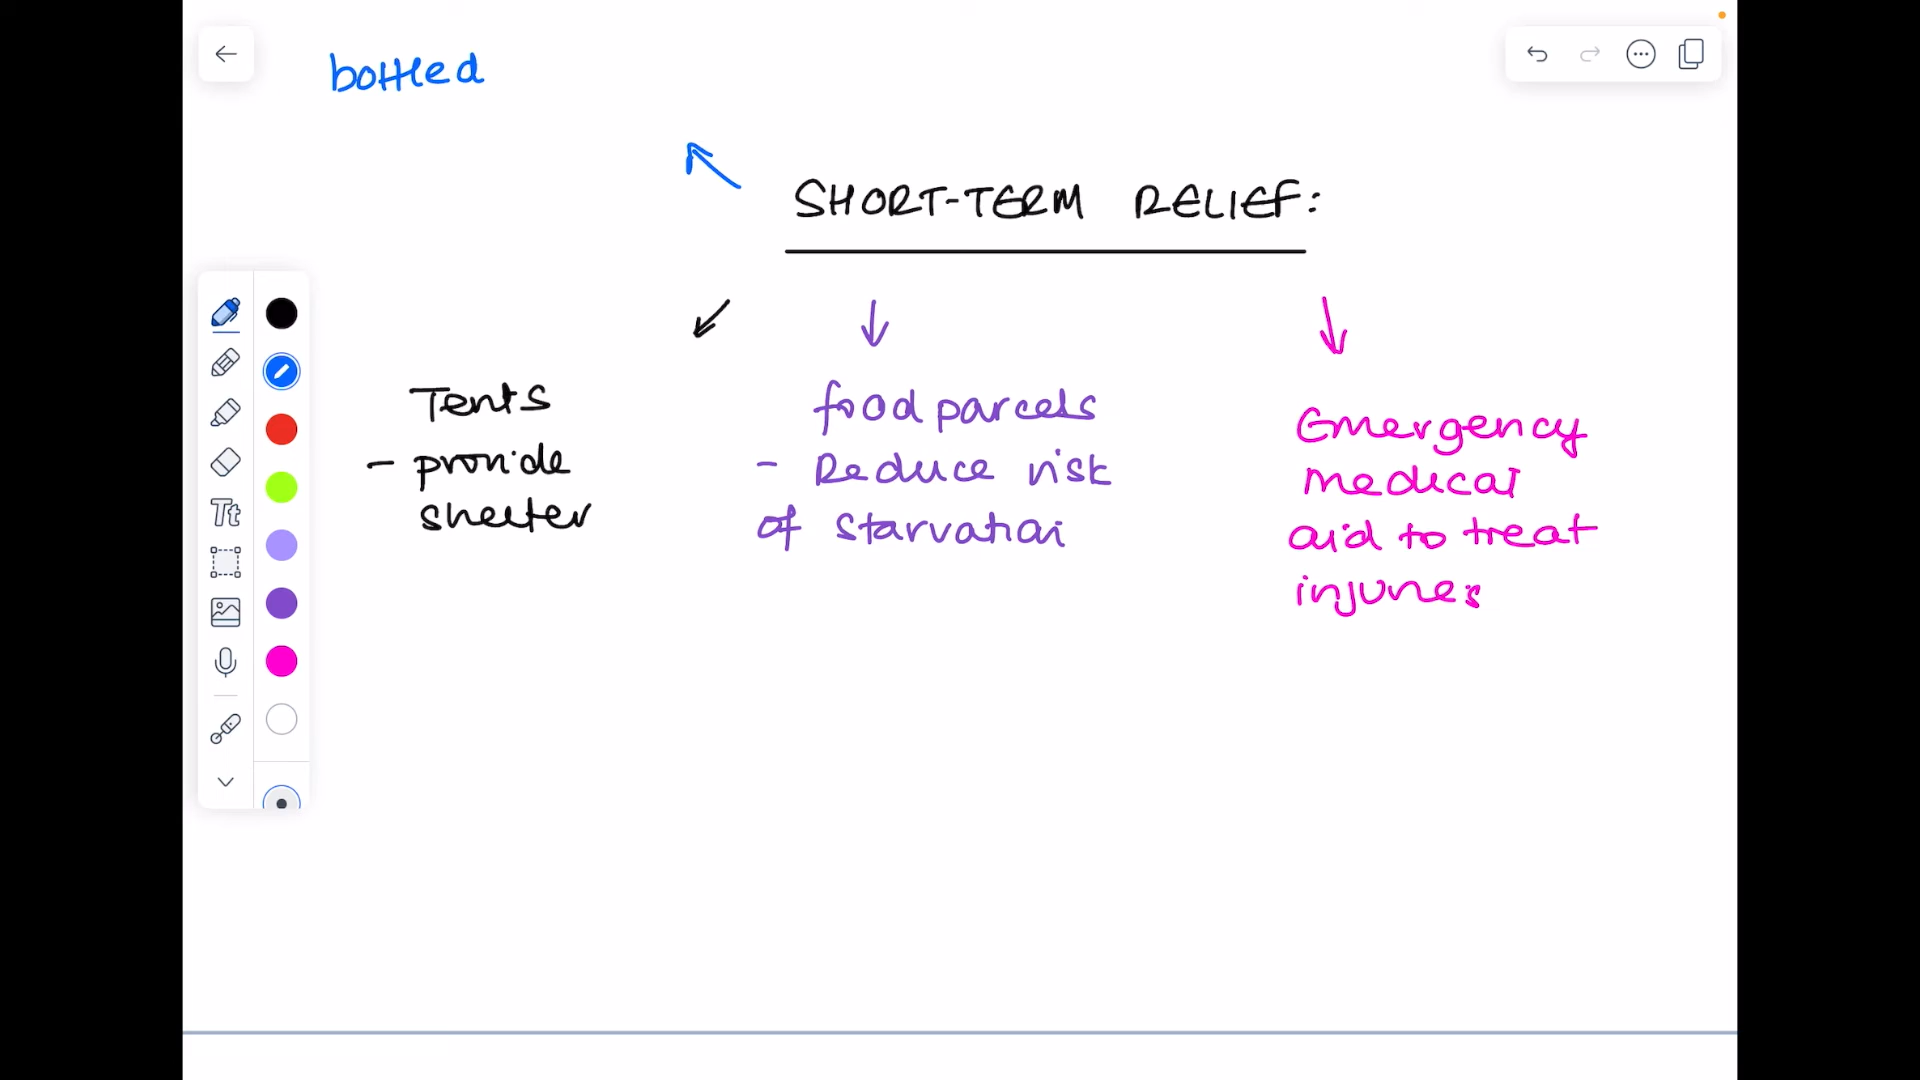 bottled
SHORT-TERM RELIEF:
Tents
- provide
shelter
food parcels
- Reduce risk
of starvation
Emergency
medical
aid to treat
injuries
Tt